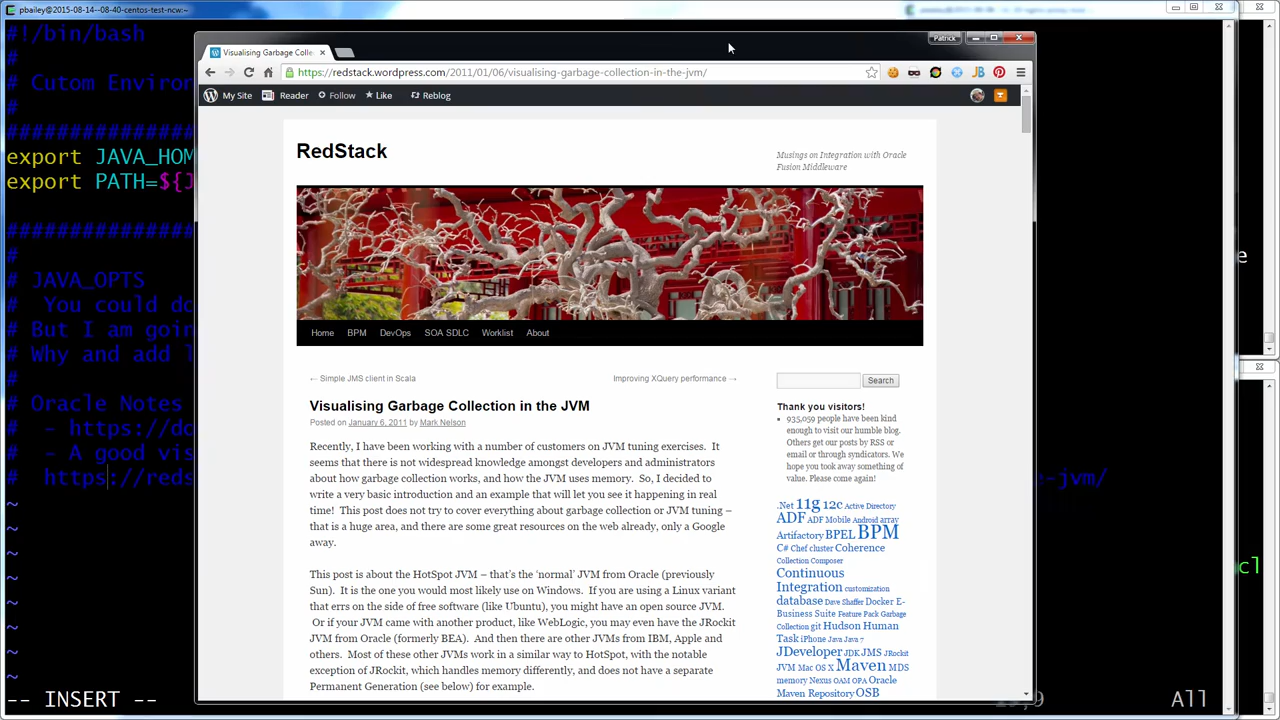 pbailey@2015-08-14--08-40-centos-test-ncw:~
#!/bin/bash
#
# Cutom Enviro
#
export JAVA_HOM
export PATH=${J
#
# JAVA_OPTS
# You could do
# But I am goin
# Why and add l
#
# Oracle Notes
# - https://do
# - A good vis
# https://reds
e-jvm/
e
cl
~
~
~
~
~
~
~
~
-- INSERT --
All
Patrick
Visualising Garbage Colle
https://redstack.wordpress.com/2011/01/06/visualising-garbage-collection-in-the-jvm/
My Site Reader Follow Like Reblog
RedStack
Musings on Integration with Oracle
Fusion Middleware
Home BPM DevOps SOA SDLC Worklist About
← Simple JMS client in Scala
Improving XQuery performance →
Visualising Garbage Collection in the JVM
Posted on January 6, 2011 by Mark Nelson
Recently, I have been working with a number of customers on JVM tuning exercises. It
seems that there is not widespread knowledge amongst developers and administrators
about how garbage collection works, and how the JVM uses memory. So, I decided to
write a very basic introduction and an example that will let you see it happening in real
time! This post does not try to cover everything about garbage collection or JVM tuning –
that is a huge area, and there are some great resources on the web already, only a Google
away.
This post is about the HotSpot JVM – that's the 'normal' JVM from Oracle (previously
Sun). It is the one you would most likely use on Windows. If you are using a Linux variant
that errs on the side of free software (like Ubuntu), you might have an open source JVM.
Or if your JVM came with another product, like WebLogic, you may even have the JRockit
JVM from Oracle (formerly BEA). And then there are other JVMs from IBM, Apple and
others. Most of these other JVMs work in a similar way to HotSpot, with the notable
exception of JRockit, which handles memory differently, and does not have a separate
Permanent Generation (see below) for example.
Search
Thank you visitors!
935,059 people have been kind
enough to visit our humble blog.
Others get our posts by RSS or
email or through syndicators. We
hope you took away something of
value. Please come again!
.Net 11g 12c Active Directory
ADF ADF Mobile Android array
Artifactory BPEL BPM
C# Chef cluster Coherence
Collection Composer
Continuous
Integration customization
database Dave Shaffer Docker E-
Business Suite Feature Pack Garbage
Collection git Hudson Human
Task iPhone Java Java 7
JDeveloper JDK JMS JRockit
JVM Mac OS X Maven MDS
memory Nexus OAM OPA Oracle
Maven Repository OSB